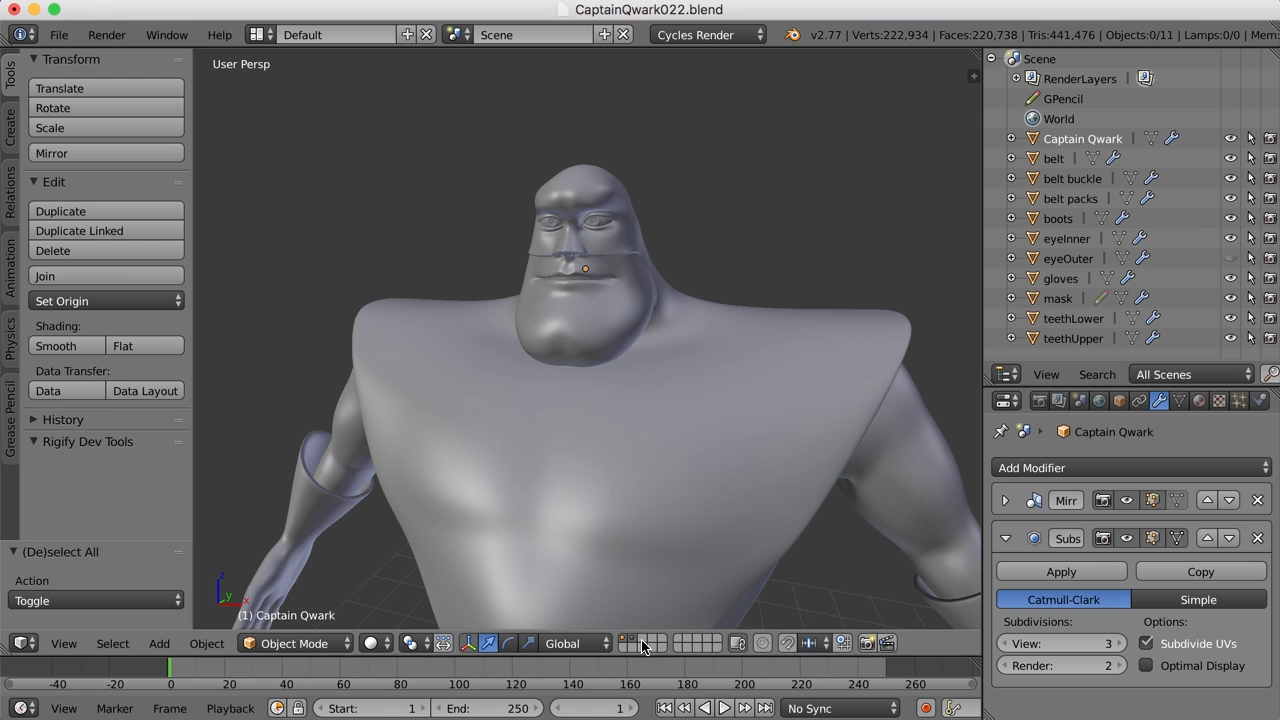 CaptainQwark022.blend
File Render Window Help Default Scene Cycles Render v2.77 | Verts:222,934 | Faces:220,738 | Tris:441,476 | Objects:0/11 | Lamps:0/0 | Mem:
Tools
Create
Relations
Animation
Physics
Grease Pencil
Transform
Translate
Rotate
Scale
Mirror
Edit
Duplicate
Duplicate Linked
Delete
Join
Set Origin
Shading:
Smooth Flat
Data Transfer:
Data Data Layout
History
Rigify Dev Tools
(De)select All
Action
Toggle
User Persp
z
y
x
(1) Captain Qwark
View Select Add Object Object Mode Global
-40 -20 0 20 40 60 80 100 120 140 160 180 200 220 240 260
View Marker Frame Playback Start: 1 End: 250 1 No Sync
Scene
RenderLayers
GPencil
World
Captain Qwark
belt
belt buckle
belt packs
boots
eyeInner
eyeOuter
gloves
mask
teethLower
teethUpper
View Search All Scenes
Captain Qwark
Add Modifier
Mirr
Subs
Apply Copy
Catmull-Clark Simple
Subdivisions: Options:
View: 3 Subdivide UVs
Render: 2 Optimal Display